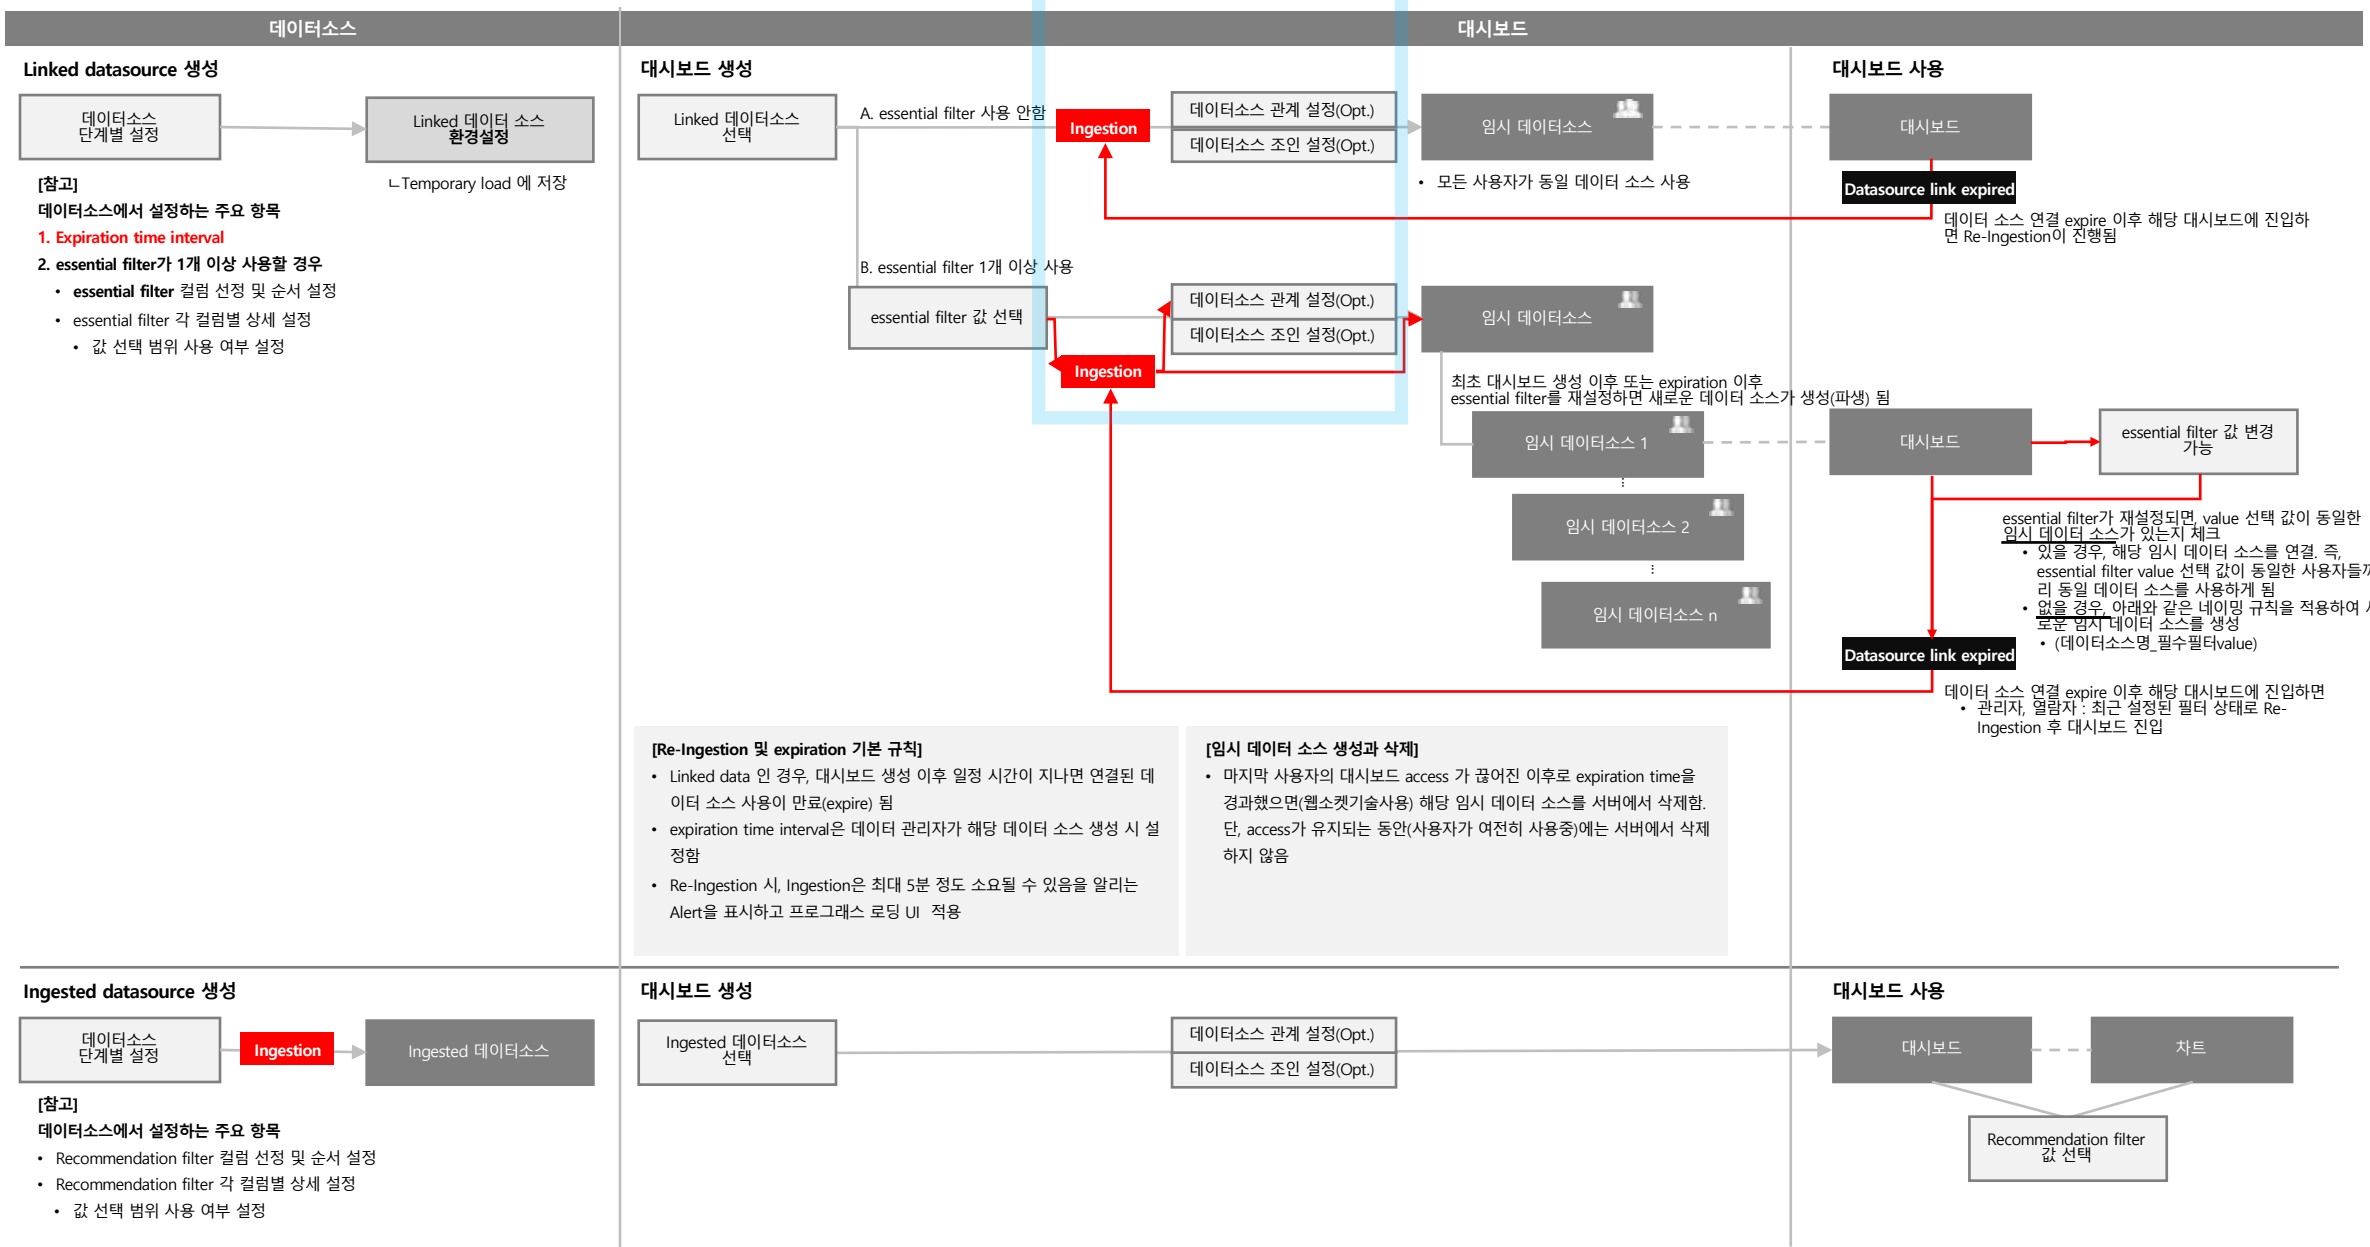 데이터소스
대시보드
Linked datasource 생성
데이터소스
단계별 설정
Linked 데이터 소스
환경설정
ㄴTemporary load 에 저장
[참고]
데이터소스에서 설정하는 주요 항목
1. Expiration time interval
2. essential filter가 1개 이상 사용할 경우
• essential filter 컬럼 선정 및 순서 설정
• essential filter 각 컬럼별 상세 설정
• 값 선택 범위 사용 여부 설정
대시보드 생성
Linked 데이터소스
선택
A. essential filter 사용 안함
Ingestion
데이터소스 관계 설정(Opt.)
데이터소스 조인 설정(Opt.)
임시 데이터소스
• 모든 사용자가 동일 데이터 소스 사용
B. essential filter 1개 이상 사용
essential filter 값 선택
Ingestion
데이터소스 관계 설정(Opt.)
데이터소스 조인 설정(Opt.)
임시 데이터소스
최초 대시보드 생성 이후 또는 expiration 이후
essential filter를 재설정하면 새로운 데이터 소스가 생성(파생) 됨
임시 데이터소스 1
...
임시 데이터소스 2
...
임시 데이터소스 n
대시보드 사용
대시보드
Datasource link expired
데이터 소스 연결 expire 이후 해당 대시보드에 진입하
면 Re-Ingestion이 진행됨
대시보드
essential filter 값 변경
가능
essential filter가 재설정되면, value 선택 값이 동일한
임시 데이터 소스가 있는지 체크
• 있을 경우, 해당 임시 데이터 소스를 연결. 즉,
essential filter value 선택 값이 동일한 사용자들
리 동일 데이터 소스를 사용하게 됨
• 없을 경우, 아래와 같은 네이밍 규칙을 적용하여
로운 임시 데이터 소스를 생성
• (데이터소스명_필수필터value)
Datasource link expired
데이터 소스 연결 expire 이후 해당 대시보드에 진입하면
• 관리자, 열람자 : 최근 설정된 필터 상태로 Re-
Ingestion 후 대시보드 진입
[Re-Ingestion 및 expiration 기본 규칙]
• Linked data 인 경우, 대시보드 생성 이후 일정 시간이 지나면 연결된 데
이터 소스 사용이 만료(expire) 됨
• expiration time interval은 데이터 관리자가 해당 데이터 소스 생성 시 설
정함
• Re-Ingestion 시, Ingestion은 최대 5분 정도 소요될 수 있음을 알리는
Alert을 표시하고 프로그래스 로딩 UI 적용
[임시 데이터 소스 생성과 삭제]
• 마지막 사용자의 대시보드 access 가 끊어진 이후로 expiration time을
경과했으면(웹소켓기술사용) 해당 임시 데이터 소스를 서버에서 삭제함.
단, access가 유지되는 동안(사용자가 여전히 사용중)에는 서버에서 삭제
하지 않음
Ingested datasource 생성
데이터소스
단계별 설정
Ingestion
Ingested 데이터소스
[참고]
데이터소스에서 설정하는 주요 항목
• Recommendation filter 컬럼 선정 및 순서 설정
• Recommendation filter 각 컬럼별 상세 설정
• 값 선택 범위 사용 여부 설정
대시보드 생성
Ingested 데이터소스
선택
데이터소스 관계 설정(Opt.)
데이터소스 조인 설정(Opt.)
대시보드 사용
대시보드
차트
Recommendation filter
값 선택